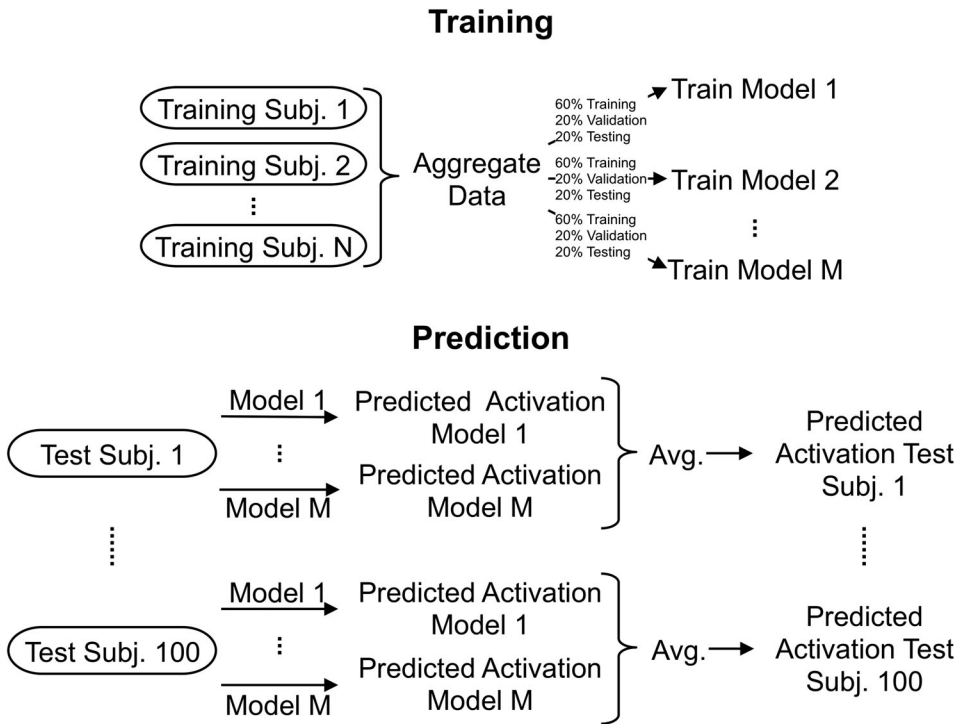 Training
Training Subj. 1
Training Subj. 2
Training Subj. N
Aggregate
Data
60% Training
20% Validation
20% Testing
60% Training
20% Validation
20% Testing
60% Training
20% Validation
20% Testing
Train Model 1
Train Model 2
Train Model M
Prediction
Test Subj. 1
Model 1
Model M
Predicted Activation
Model 1
Predicted Activation
Model M
Avg.
Predicted
Activation Test
Subj. 1
Test Subj. 100
Model 1
Model M
Predicted Activation
Model 1
Predicted Activation
Model M
Avg.
Predicted
Activation Test
Subj. 100